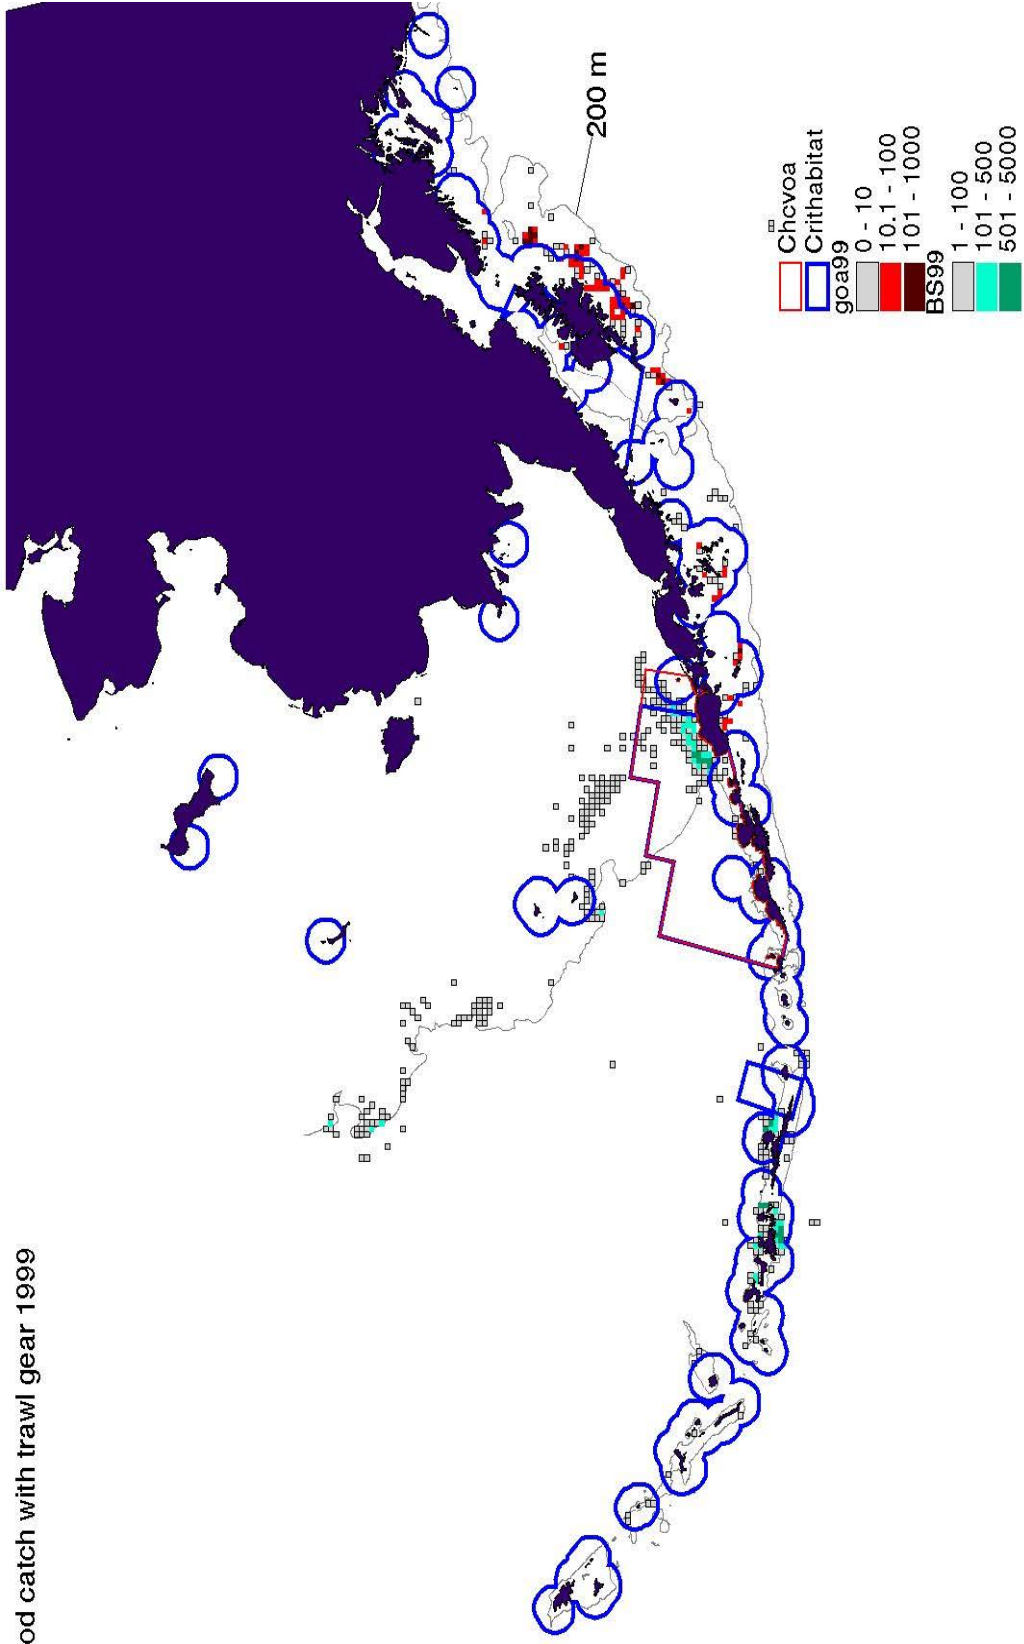 od catch with trawl gear 1999
200 m
Chcvoa
Crithabitat
goa99
0 - 10
10.1 - 100
101 - 1000
BS99
1 - 100
101 - 500
501 - 5000